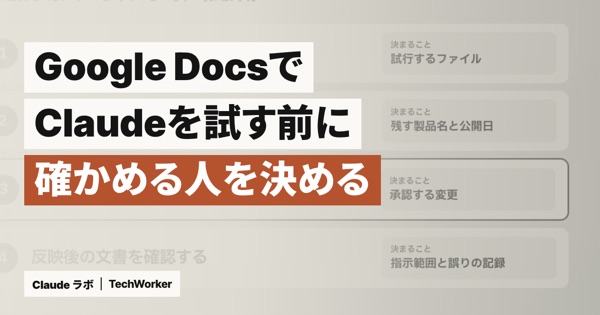 Google Docsで
Claudeを試す前に
確かめる人を決める
1
決まること
試行するファイル
2
決まること
残す製品名と公開日
3
決まること
承認する変更
4
反映後の文書を確認する
決まること
指示範囲と誤りの記録
Claude ラボ | TechWorker